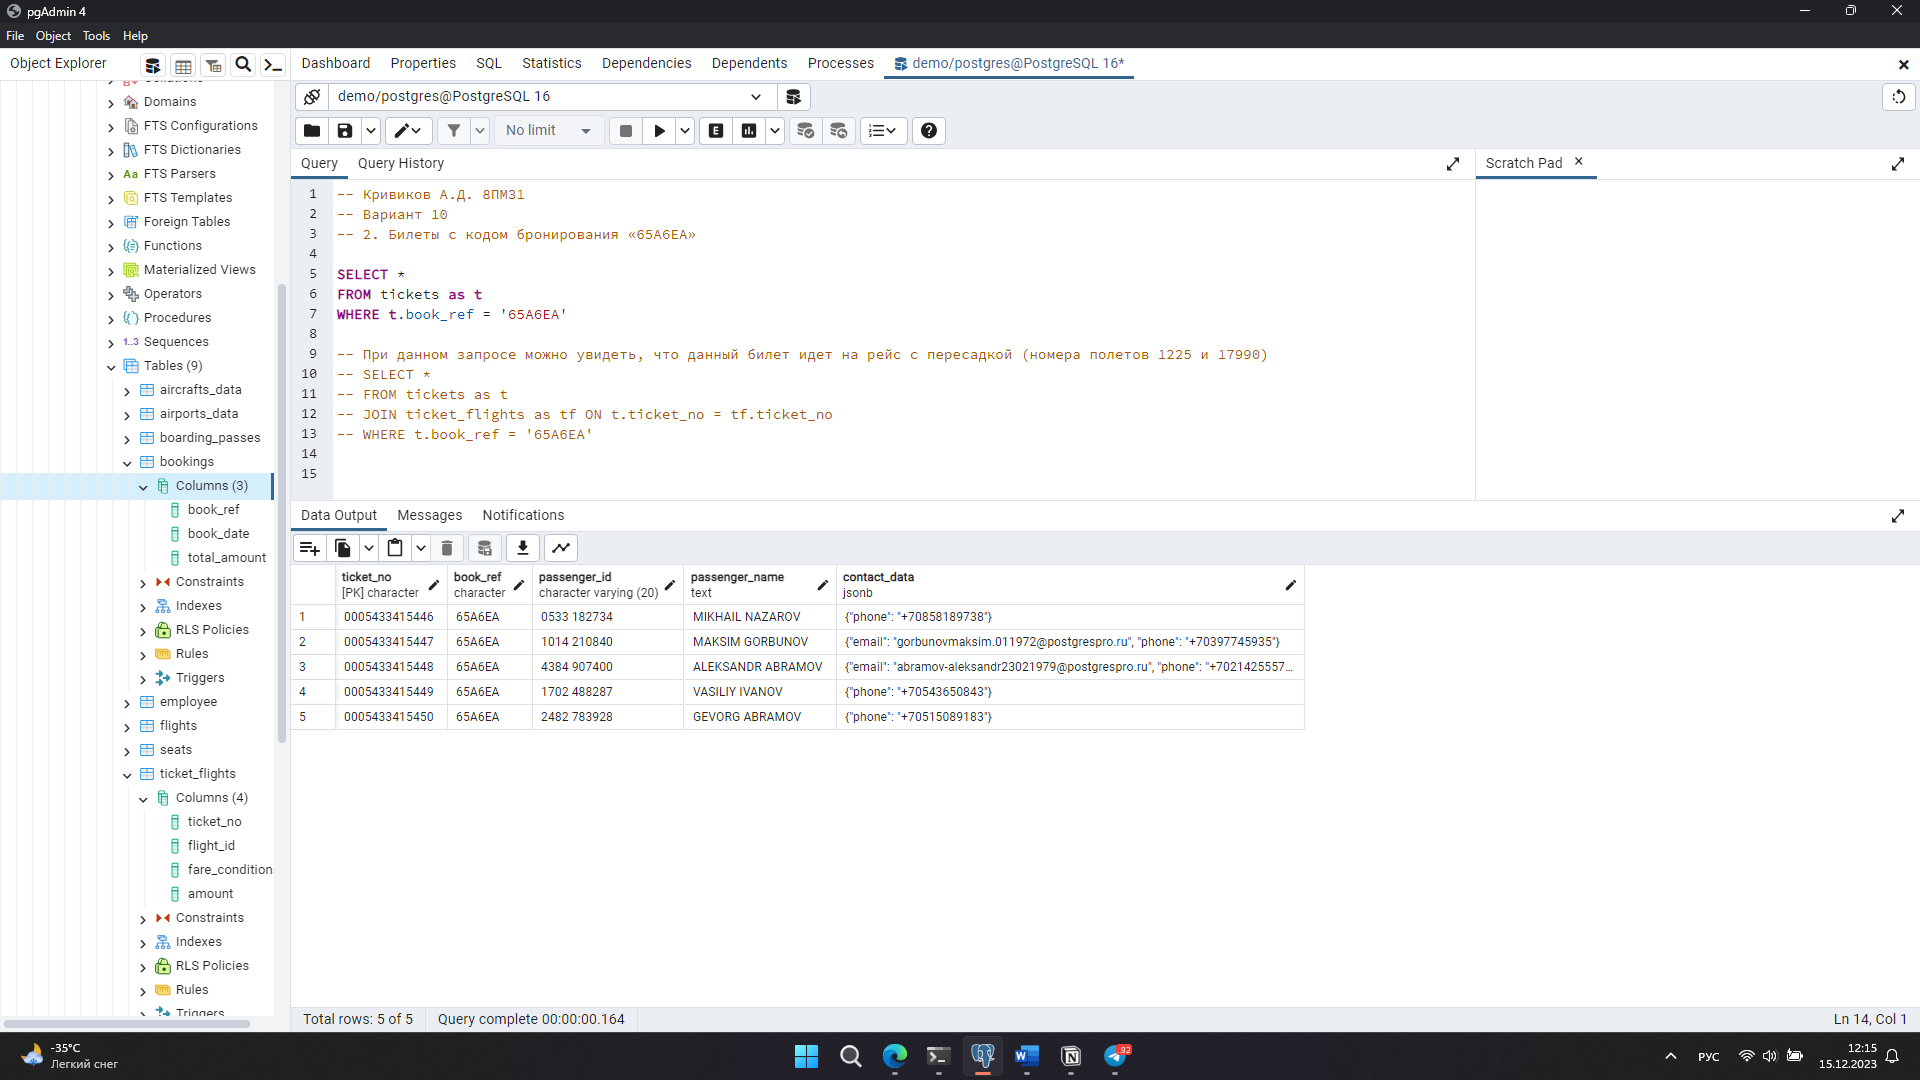 pgAdmin 4
File Object Tools Help
Object Explorer
Dashboard Properties SQL Statistics Dependencies Dependents Processes demo/postgres@PostgreSQL 16*
demo/postgres@PostgreSQL 16
No limit
Query Query History
Scratch Pad
Domains
FTS Configurations
FTS Dictionaries
Aa FTS Parsers
FTS Templates
Foreign Tables
Functions
Materialized Views
Operators
Procedures
1..3 Sequences
Tables (9)
aircrafts_data
airports_data
boarding_passes
bookings
Columns (3)
book_ref
book_date
total_amount
Constraints
Indexes
RLS Policies
Rules
Triggers
employee
flights
seats
ticket_flights
Columns (4)
ticket_no
flight_id
fare_condition
amount
Constraints
Indexes
RLS Policies
Rules
Triggers
1 -- Кривиков А.Д. 8ПМ31
2 -- Вариант 10
3 -- 2. Билеты с кодом бронирования «65A6EA»
4
5 SELECT *
6 FROM tickets as t
7 WHERE t.book_ref = '65A6EA'
8
9 -- При данном запросе можно увидеть, что данный билет идет на рейс с пересадкой (номера полетов 1225 и 17990)
10 -- SELECT *
11 -- FROM tickets as t
12 -- JOIN ticket_flights as tf ON t.ticket_no = tf.ticket_no
13 -- WHERE t.book_ref = '65A6EA'
14
15
Data Output Messages Notifications
ticket_no book_ref passenger_id passenger_name contact_data
[PK] character character character varying (20) text jsonb
1 0005433415446 65A6EA 0533 182734 MIKHAIL NAZAROV {"phone": "+70858189738"}
2 0005433415447 65A6EA 1014 210840 MAKSIM GORBUNOV {"email": "gorbunovmaksim.011972@postgrespro.ru", "phone": "+70397745935"}
3 0005433415448 65A6EA 4384 907400 ALEKSANDR ABRAMOV {"email": "abramov-aleksandr23021979@postgrespro.ru", "phone": "+7021425557...
4 0005433415449 65A6EA 1702 488287 VASILIY IVANOV {"phone": "+70543650843"}
5 0005433415450 65A6EA 2482 783928 GEVORG ABRAMOV {"phone": "+70515089183"}
Total rows: 5 of 5 Query complete 00:00:00.164 Ln 14, Col 1
-35°C
Легкий снег
92
РУС
12:15
15.12.2023